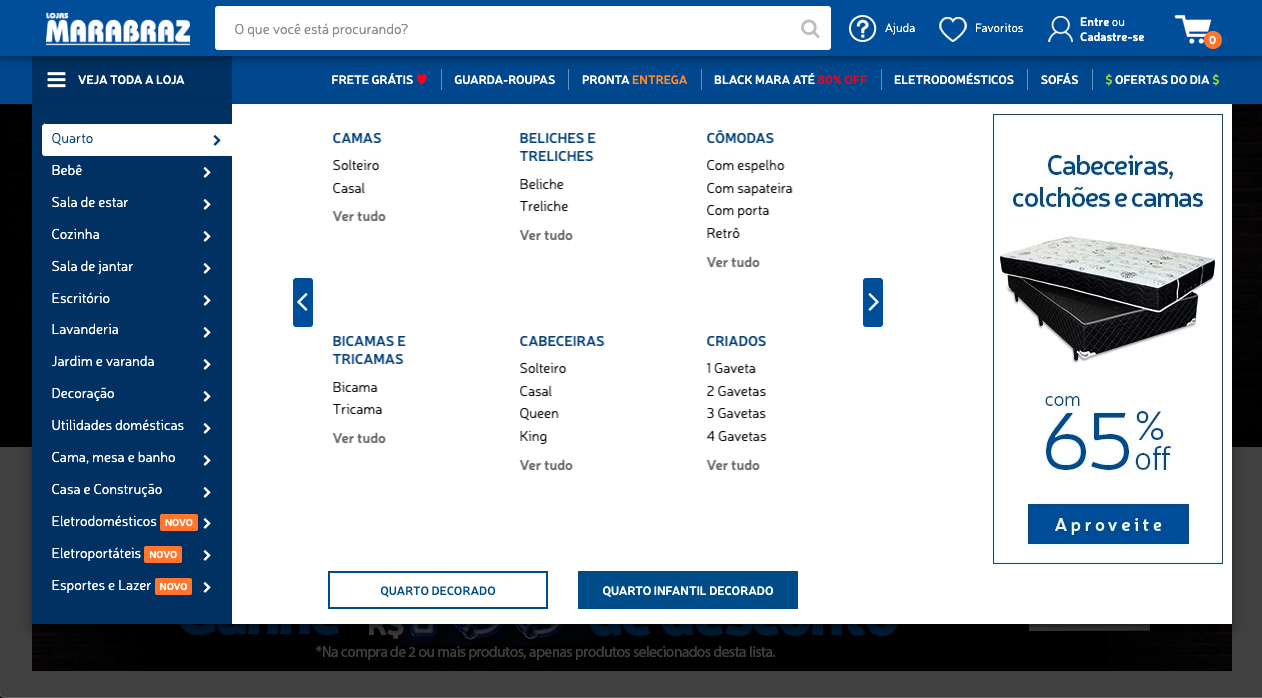 LOJAS
MARABRAZ
O que você está procurando?
Ajuda
Favoritos
Entre ou
Cadastre-se
0
VEJA TODA A LOJA
FRETE GRÁTIS
GUARDA-ROUPAS
PRONTA ENTREGA
BLACK MARA ATÉ 80% OFF
ELETRODOMÉSTICOS
SOFÁS
$ OFERTAS DO DIA $
Quarto
Bebê
Sala de estar
Cozinha
Sala de jantar
Escritório
Lavanderia
Jardim e varanda
Decoração
Utilidades domésticas
Cama, mesa e banho
Casa e Construção
Eletrodomésticos NOVO
Eletroportáteis NOVO
Esportes e Lazer NOVO
CAMAS
Solteiro
Casal
Ver tudo
BELICHES E
TRELICHES
Beliche
Treliche
Ver tudo
CÔMODAS
Com espelho
Com sapateira
Com porta
Retrô
Ver tudo
BICAMAS E
TRICAMAS
Bicama
Tricama
Ver tudo
CABECEIRAS
Solteiro
Casal
Queen
King
Ver tudo
CRIADOS
1 Gaveta
2 Gavetas
3 Gavetas
4 Gavetas
Ver tudo
QUARTO DECORADO
QUARTO INFANTIL DECORADO
Cabeceiras,
colchões e camas
com
65% off
Aproveite
Ganhe R$ de desconto
*Na compra de 2 ou mais produtos, apenas produtos selecionados desta lista.